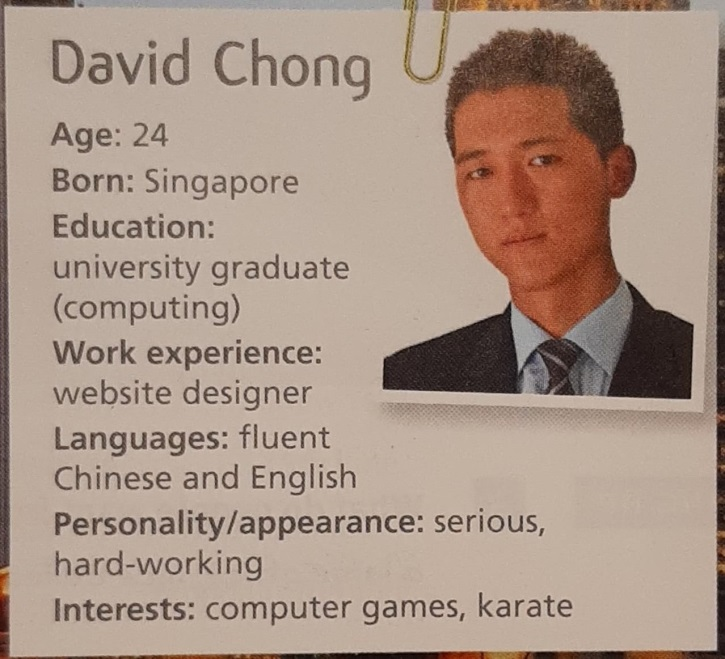 David Chong
Age: 24
Born: Singapore
Education:
university graduate
(computing)
Work experience:
website designer
Languages: fluent
Chinese and English
Personality/appearance: serious,
hard-working
Interests: computer games, karate